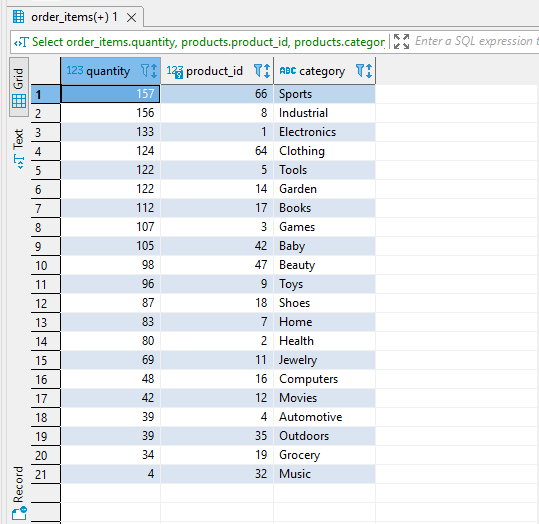 order_items(+) 1
Select order_items.quantity, products.product_id, products.categor
Enter a SQL expression t
Grid
Text
Record
123 quantity 123 product_id ABC category
1 157 66 Sports
2 156 8 Industrial
3 133 1 Electronics
4 124 64 Clothing
5 122 5 Tools
6 122 14 Garden
7 112 17 Books
8 107 3 Games
9 105 42 Baby
10 98 47 Beauty
11 96 9 Toys
12 87 18 Shoes
13 83 7 Home
14 80 2 Health
15 69 11 Jewelry
16 48 16 Computers
17 42 12 Movies
18 39 4 Automotive
19 39 35 Outdoors
20 34 19 Grocery
21 4 32 Music